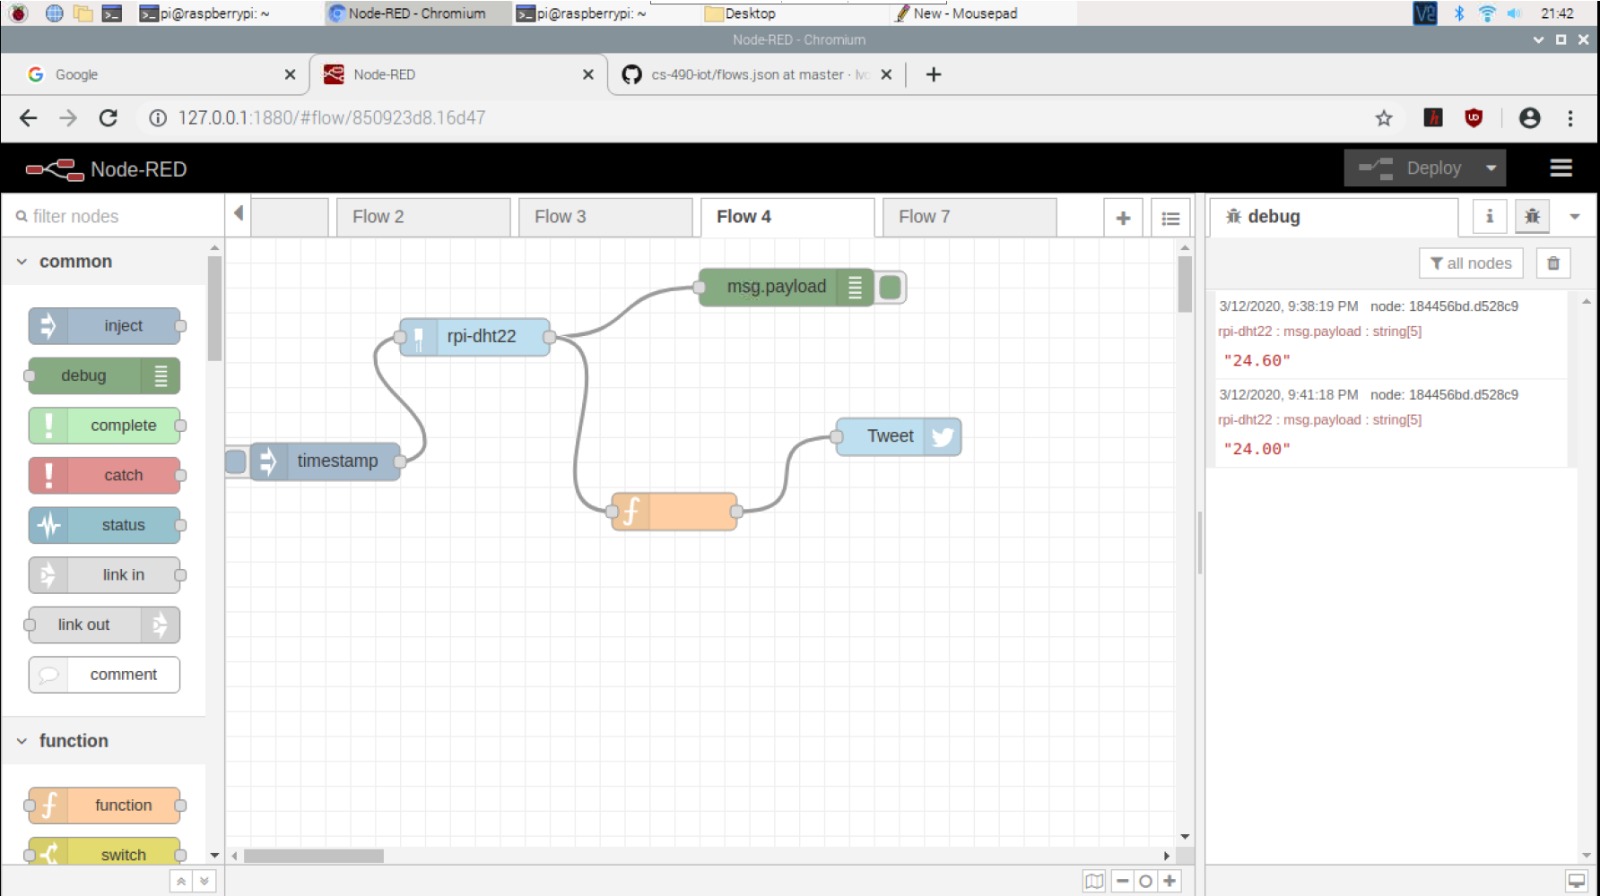 pi@raspberrypi: ~
Node-RED - Chromium
pi@raspberrypi: ~
Desktop
New - Mousepad
21:42
Node-RED - Chromium
Google
Node-RED
cs-490-iot/flows.json at master ·
127.0.0.1:1880/#flow/850923d8.16d47
Node-RED
Deploy
filter nodes
Flow 2
Flow 3
Flow 4
Flow 7
debug
common
all nodes
inject
debug
complete
catch
status
link in
link out
comment
function
function
switch
msg.payload
rpi-dht22
timestamp
Tweet
3/12/2020, 9:38:19 PM node: 184456bd.d528c9
rpi-dht22 : msg.payload : string[5]
"24.60"
3/12/2020, 9:41:18 PM node: 184456bd.d528c9
rpi-dht22 : msg.payload : string[5]
"24.00"